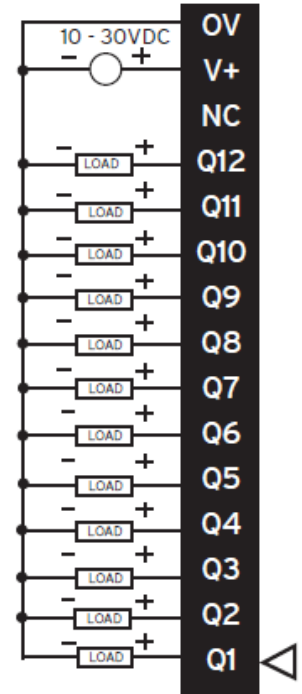 0V
10 - 30VDC
- + V+
NC
- LOAD + Q12
- LOAD + Q11
- LOAD + Q10
- LOAD + Q9
- LOAD + Q8
- LOAD + Q7
- LOAD + Q6
- LOAD + Q5
- LOAD + Q4
- LOAD + Q3
- LOAD + Q2
- LOAD + Q1